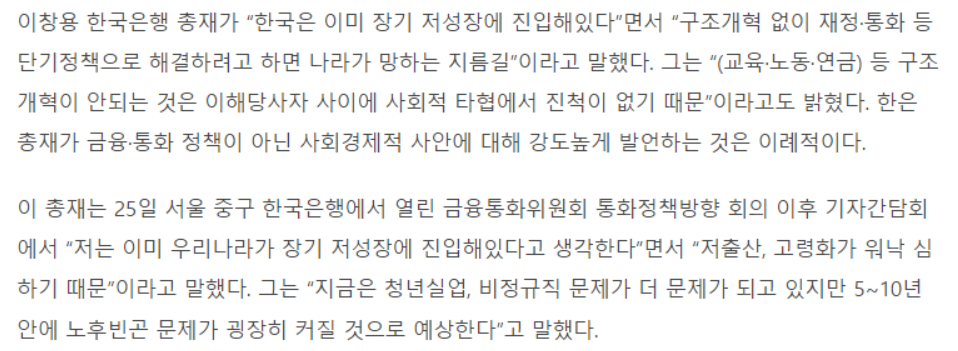 이창용 한국은행 총재가 “한국은 이미 장기 저성장에 진입해있다”면서 “구조개혁 없이 재정·통화 등
단기정책으로 해결하려고 하면 나라가 망하는 지름길”이라고 말했다. 그는 “(교육·노동·연금) 등 구조
개혁이 안되는 것은 이해당사자 사이에 사회적 타협에서 진척이 없기 때문”이라고도 밝혔다. 한은
총재가 금융·통화 정책이 아닌 사회경제적 사안에 대해 강도높게 발언하는 것은 이례적이다.
이 총재는 25일 서울 중구 한국은행에서 열린 금융통화위원회 통화정책방향 회의 이후 기자간담회
에서 “저는 이미 우리나라가 장기 저성장에 진입해있다고 생각한다”면서 “저출산, 고령화가 워낙 심
하기 때문”이라고 말했다. 그는 “지금은 청년실업, 비정규직 문제가 더 문제가 되고 있지만 5~10년
안에 노후빈곤 문제가 굉장히 커질 것으로 예상한다”고 말했다.